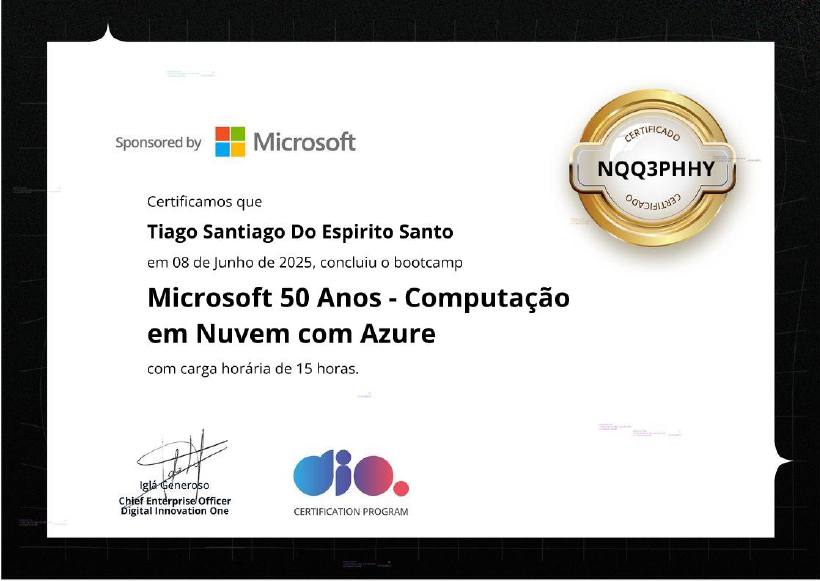 Sponsored by Microsoft
CERTIFICADO
NQQ3PHHY
CERTIFICADO
Certificamos que
Tiago Santiago Do Espirito Santo
em 08 de Junho de 2025, concluiu o bootcamp
Microsoft 50 Anos - Computação
em Nuvem com Azure
com carga horária de 15 horas.
Iglá Generoso
Chief Enterprise Officer
Digital Innovation One
dio.
CERTIFICATION PROGRAM